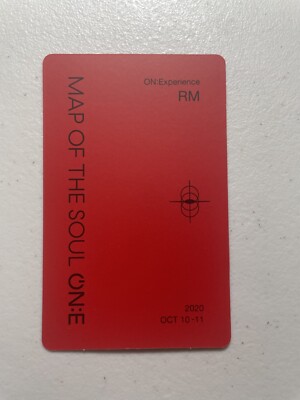 MAP OF THE SOUL ON:E
ON:Experience
RM
2020
OCT 10-11